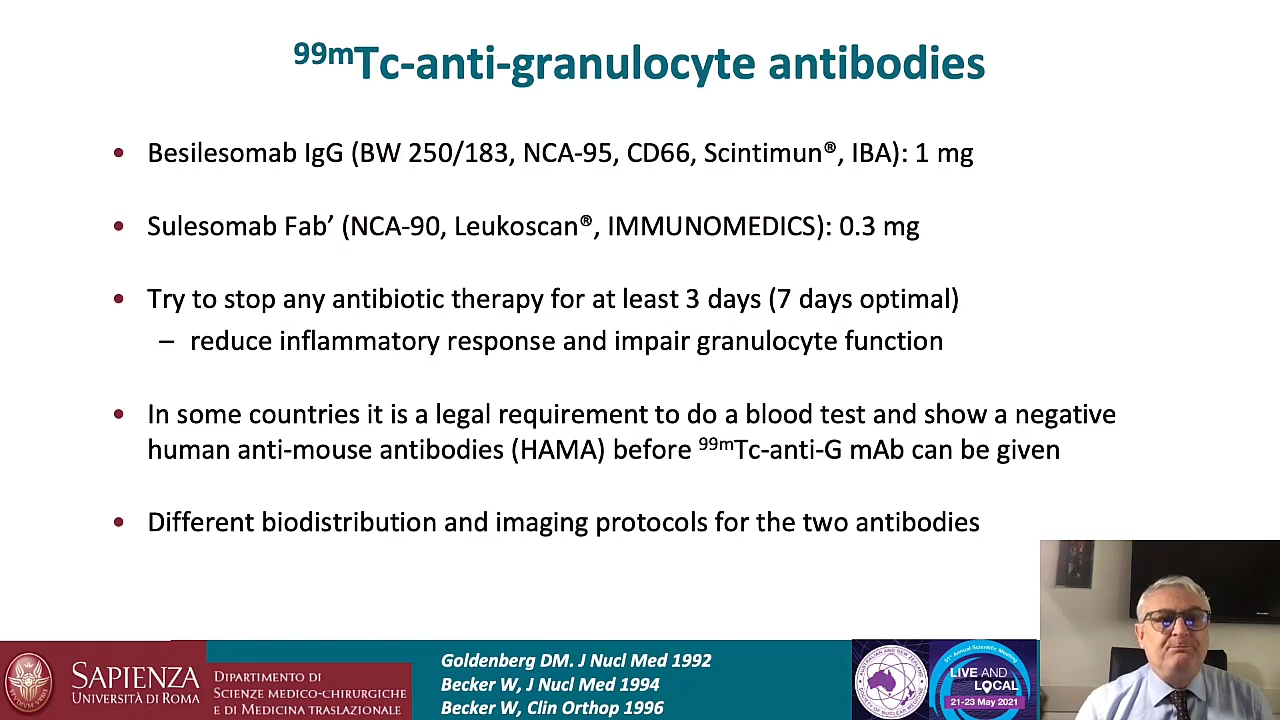 ⁹⁹ᵐTc-anti-granulocyte antibodies
• Besilesomab IgG (BW 250/183, NCA-95, CD66, Scintimun®, IBA): 1 mg
• Sulesomab Fab’ (NCA-90, Leukoscan®, IMMUNOMEDICS): 0.3 mg
• Try to stop any antibiotic therapy for at least 3 days (7 days optimal)
– reduce inflammatory response and impair granulocyte function
• In some countries it is a legal requirement to do a blood test and show a negative
human anti-mouse antibodies (HAMA) before ⁹⁹ᵐTc-anti-G mAb can be given
• Different biodistribution and imaging protocols for the two antibodies
SAPIENZA
UNIVERSITÀ DI ROMA
DIPARTIMENTO DI
SCIENZE MEDICO-CHIRURGICHE
E DI MEDICINA TRASLAZIONALE
Goldenberg DM. J Nucl Med 1992
Becker W, J Nucl Med 1994
Becker W, Clin Orthop 1996
51st Annual Scientific Meeting
LIVE AND
LOCAL
21-23 May 2021